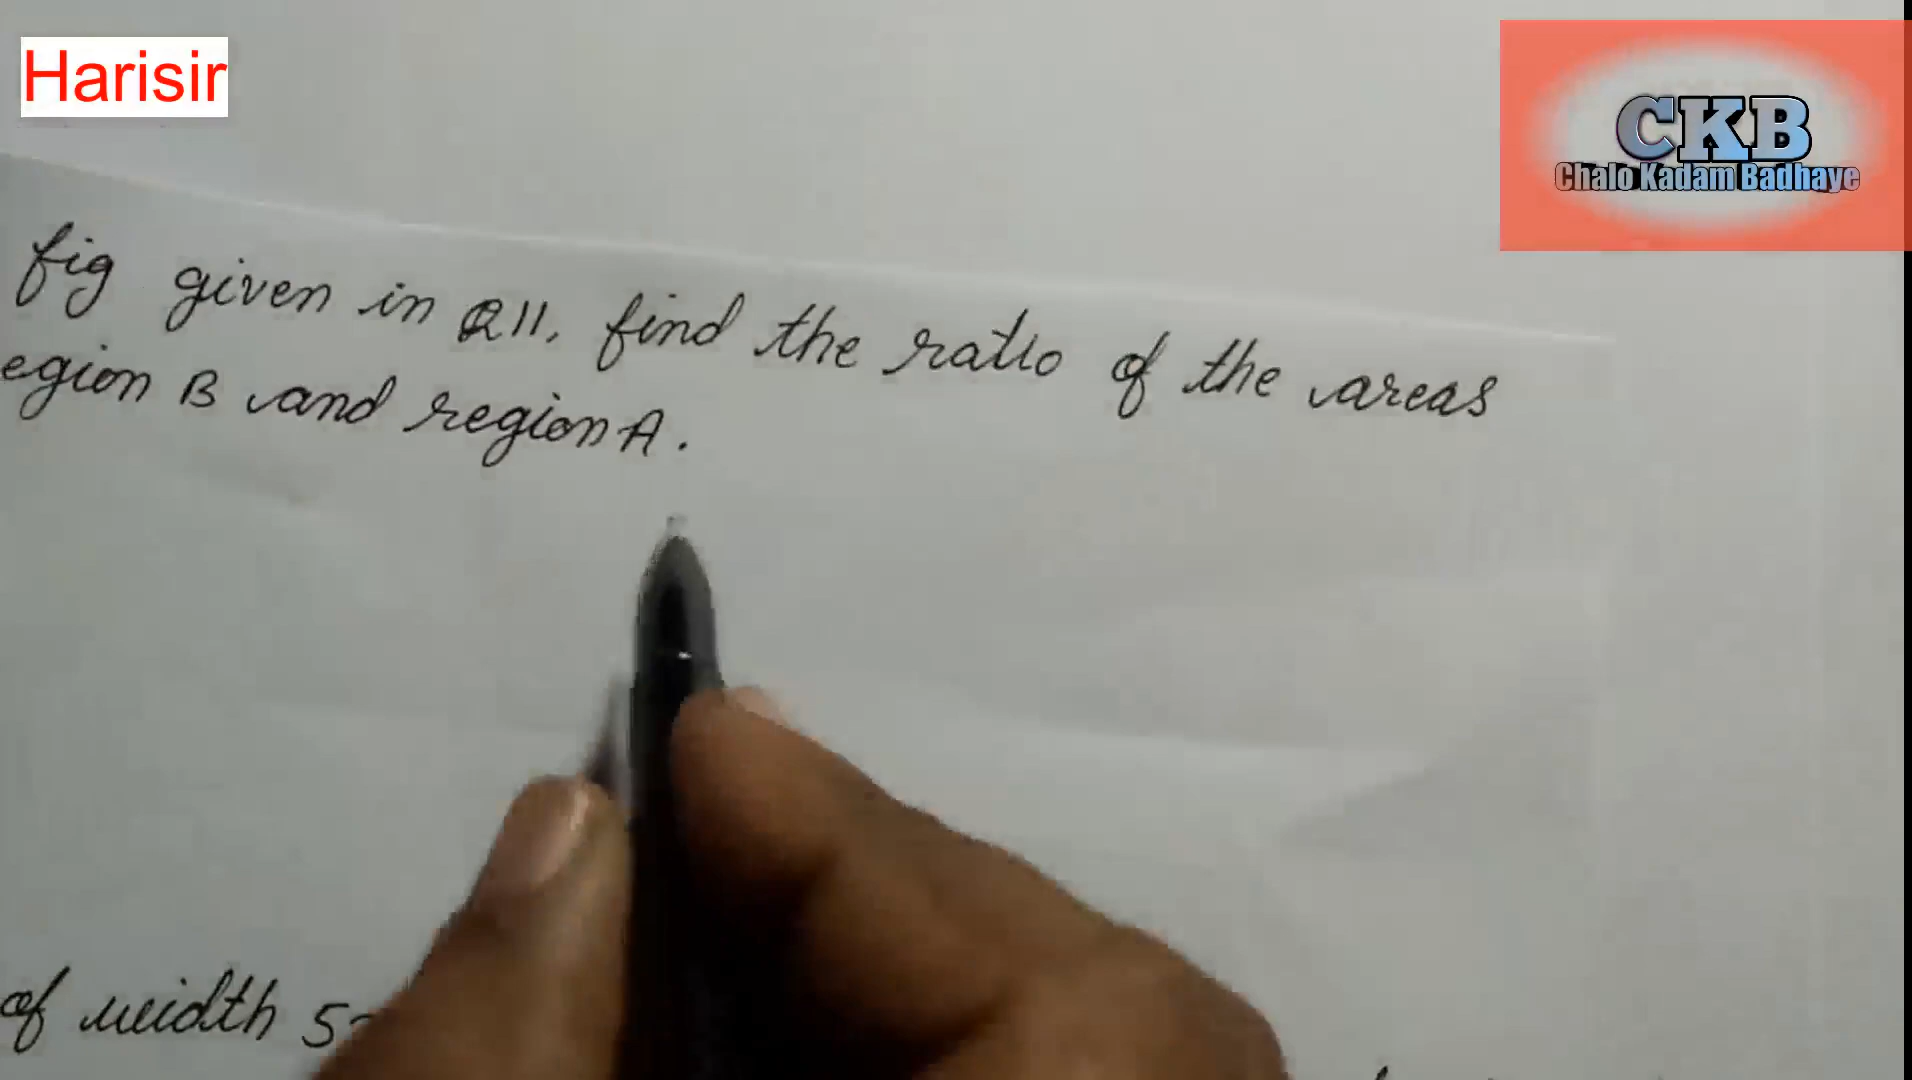 Harisir
CKB
Chalo Kadam Badhaye
fig given in Q11, find the ratio of the areas
egion B and region A.
of width 5